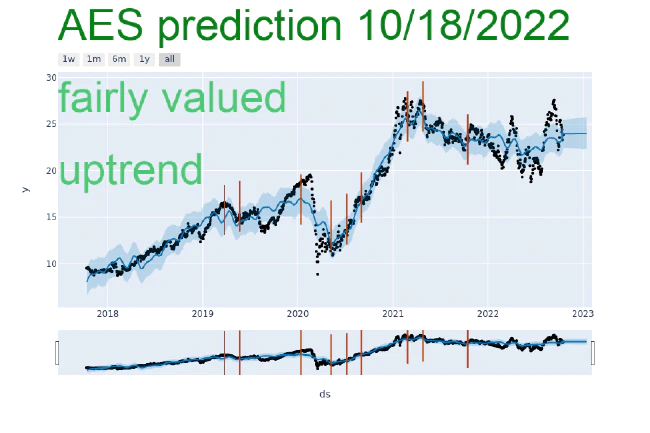 AES prediction 10/18/2022
1w 1m 6m 1y all
fairly valued
uptrend
30
25
20
15
10
y
2018 2019 2020 2021 2022 2023
ds